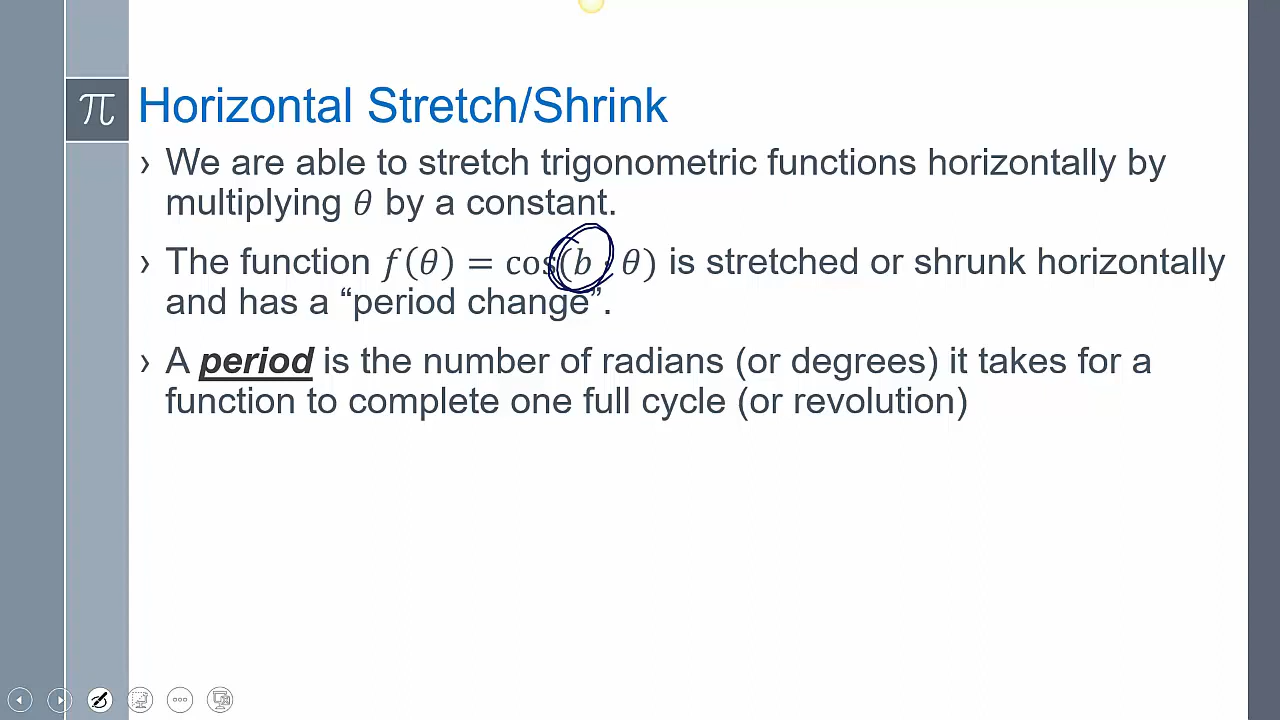 π
Horizontal Stretch/Shrink
› We are able to stretch trigonometric functions horizontally by
multiplying θ by a constant.
› The function f(θ) = cos(b · θ) is stretched or shrunk horizontally
and has a “period change”.
› A period is the number of radians (or degrees) it takes for a
function to complete one full cycle (or revolution)